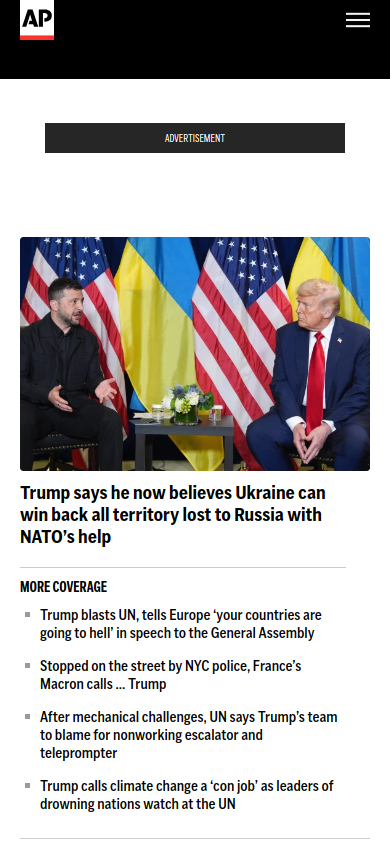 AP
ADVERTISEMENT
Trump says he now believes Ukraine can
win back all territory lost to Russia with
NATO’s help
MORE COVERAGE
Trump blasts UN, tells Europe ‘your countries are
going to hell’ in speech to the General Assembly
Stopped on the street by NYC police, France’s
Macron calls ... Trump
After mechanical challenges, UN says Trump’s team
to blame for nonworking escalator and
teleprompter
Trump calls climate change a ‘con job’ as leaders of
drowning nations watch at the UN